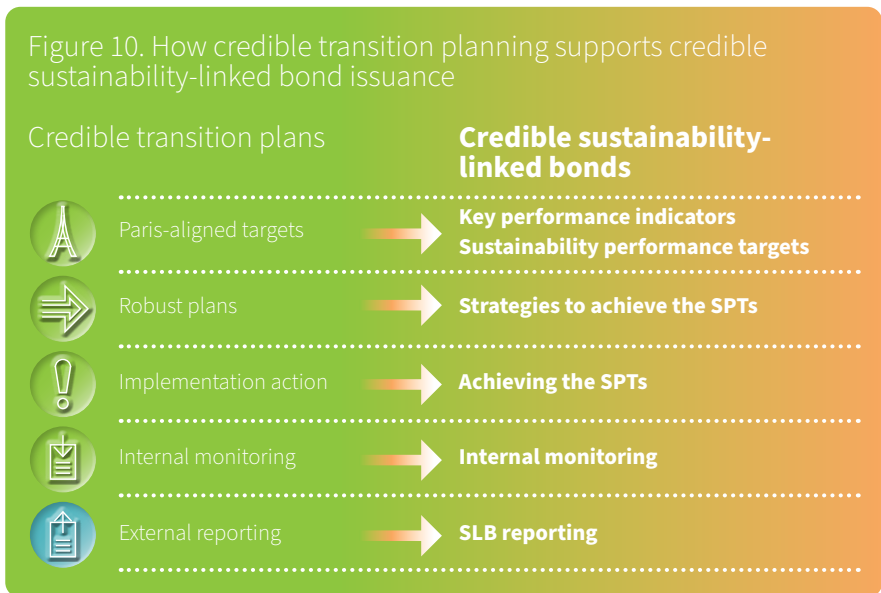 Figure 10. How credible transition planning supports credible
sustainability-linked bond issuance
Credible transition plans
Credible sustainability-
linked bonds
Paris-aligned targets
Key performance indicators
Sustainability performance targets
Robust plans
Strategies to achieve the SPTs
Implementation action
Achieving the SPTs
Internal monitoring
Internal monitoring
External reporting
SLB reporting